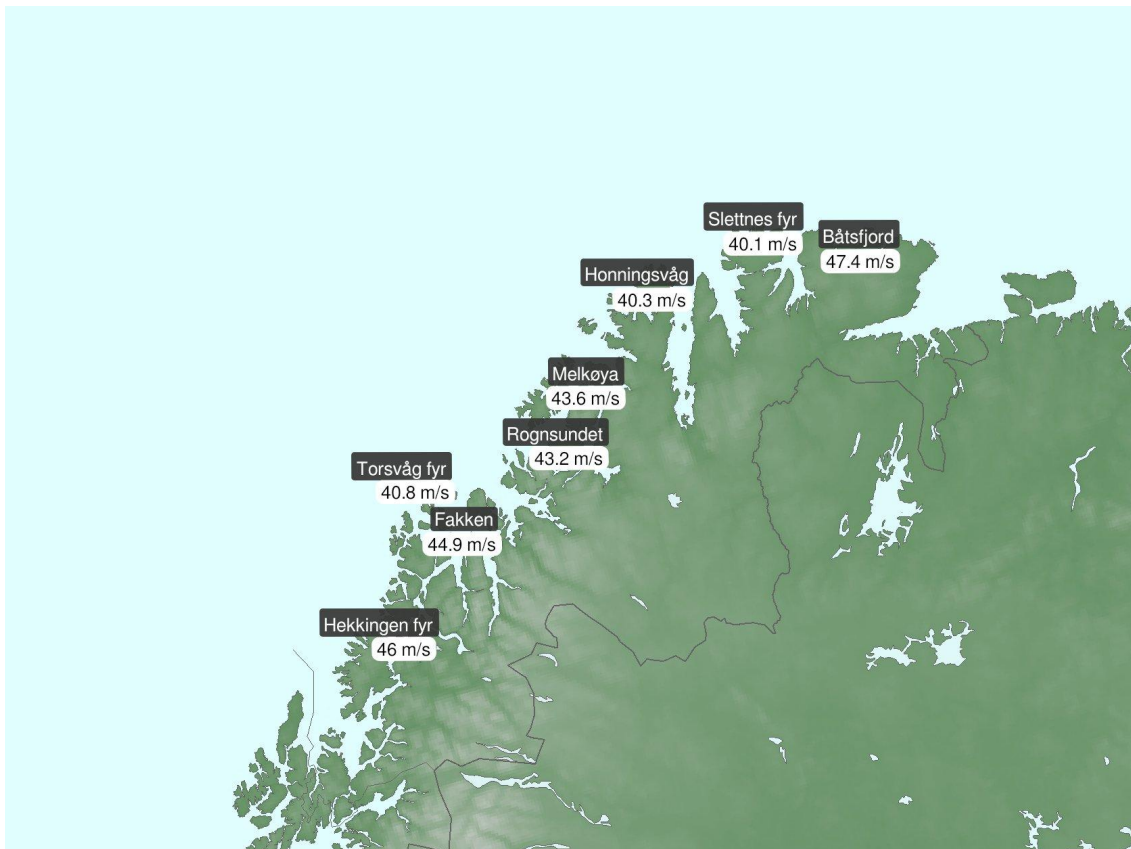 Slettnes fyr
40.1 m/s
Båtsfjord
47.4 m/s
Honningsvåg
40.3 m/s
Melkøya
43.6 m/s
Rognsundet
43.2 m/s
Torsvåg fyr
40.8 m/s
Fakken
44.9 m/s
Hekkingen fyr
46 m/s